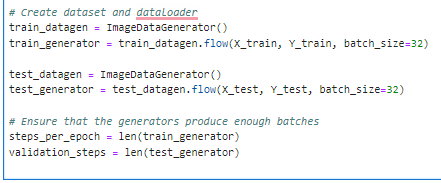 # Create dataset and dataloader
train_datagen = ImageDataGenerator()
train_generator = train_datagen.flow(X_train, Y_train, batch_size=32)
test_datagen = ImageDataGenerator()
test_generator = test_datagen.flow(X_test, Y_test, batch_size=32)
# Ensure that the generators produce enough batches
steps_per_epoch = len(train_generator)
validation_steps = len(test_generator)